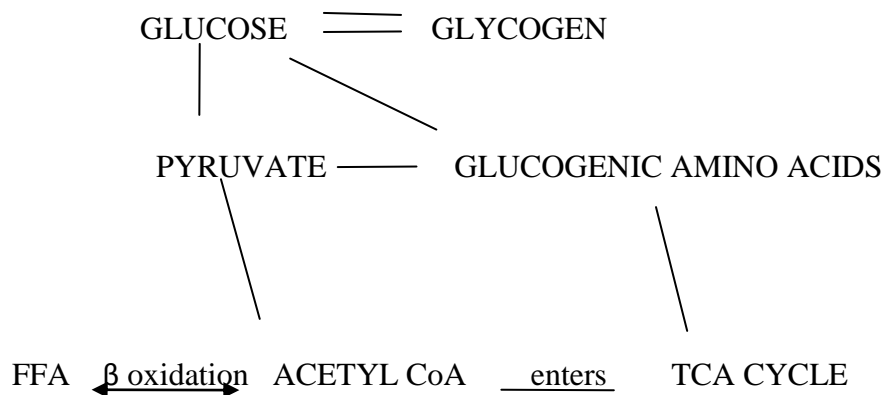 GLUCOSE GLYCOGEN
PYRUVATE GLUCOGENIC AMINO ACIDS
FFA β oxidation ACETYL CoA enters TCA CYCLE